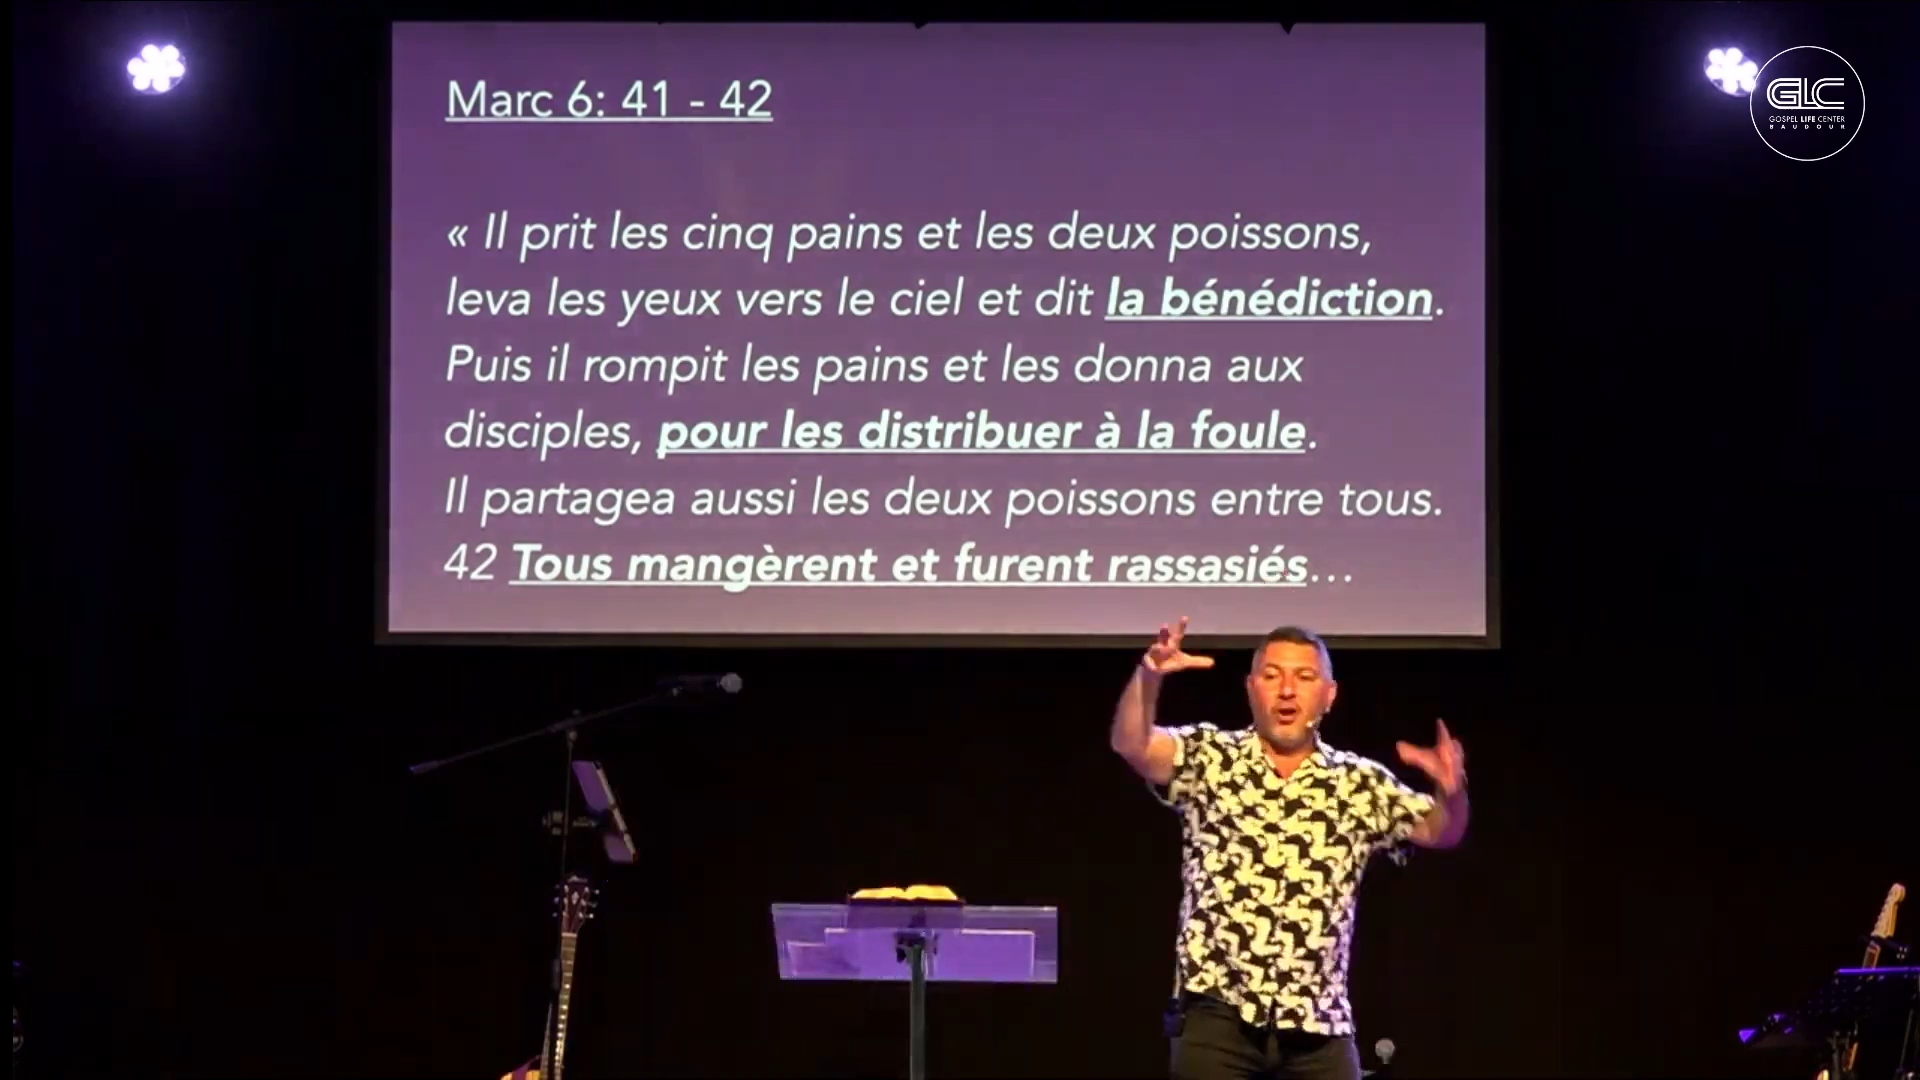 Marc 6: 41 - 42
« Il prit les cinq pains et les deux poissons,
leva les yeux vers le ciel et dit la bénédiction.
Puis il rompit les pains et les donna aux
disciples, pour les distribuer à la foule.
Il partagea aussi les deux poissons entre tous.
42 Tous mangèrent et furent rassasiés...
GLC
GOSPEL LIFE CENTER
BAUDOUR